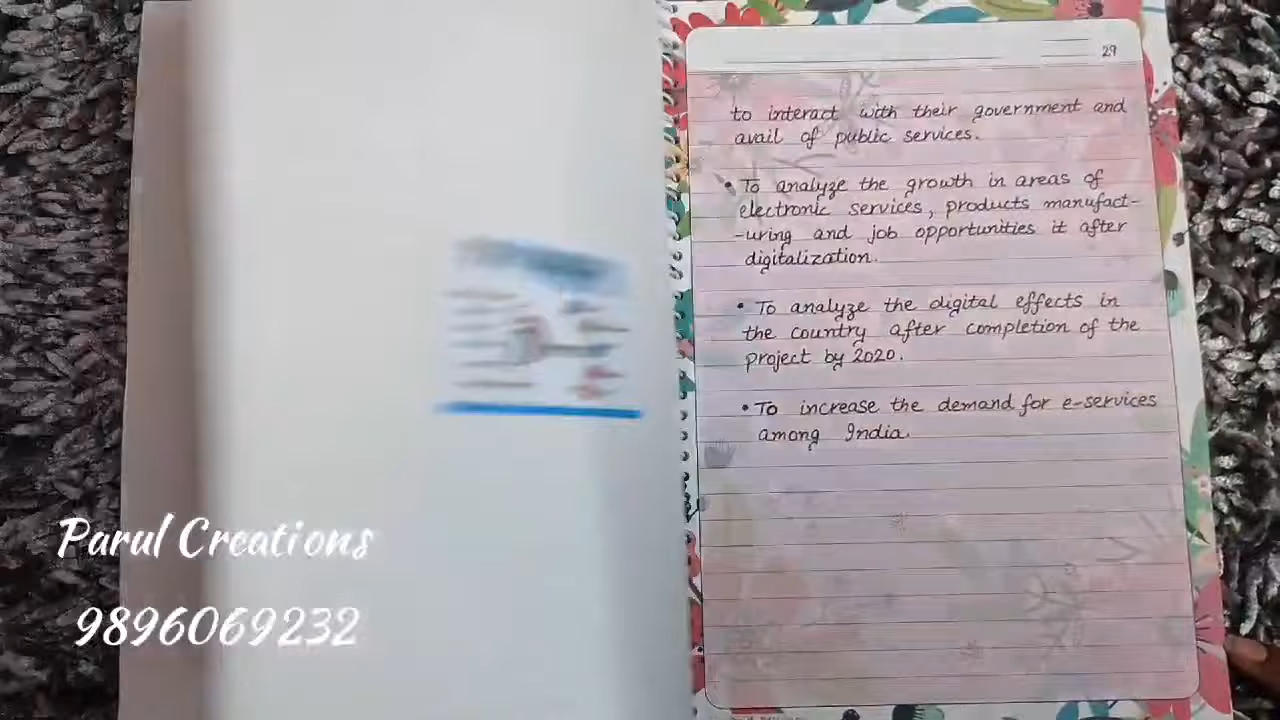 29
to interact with their government and
avail of public services.
• To analyze the growth in areas of
electronic services, products manufact-
-uring and job opportunities it after
digitalization.
• To analyze the digital effects in
the country after completion of the
project by 2020.
• To increase the demand for e-services
among India.
Parul Creations
9896069232